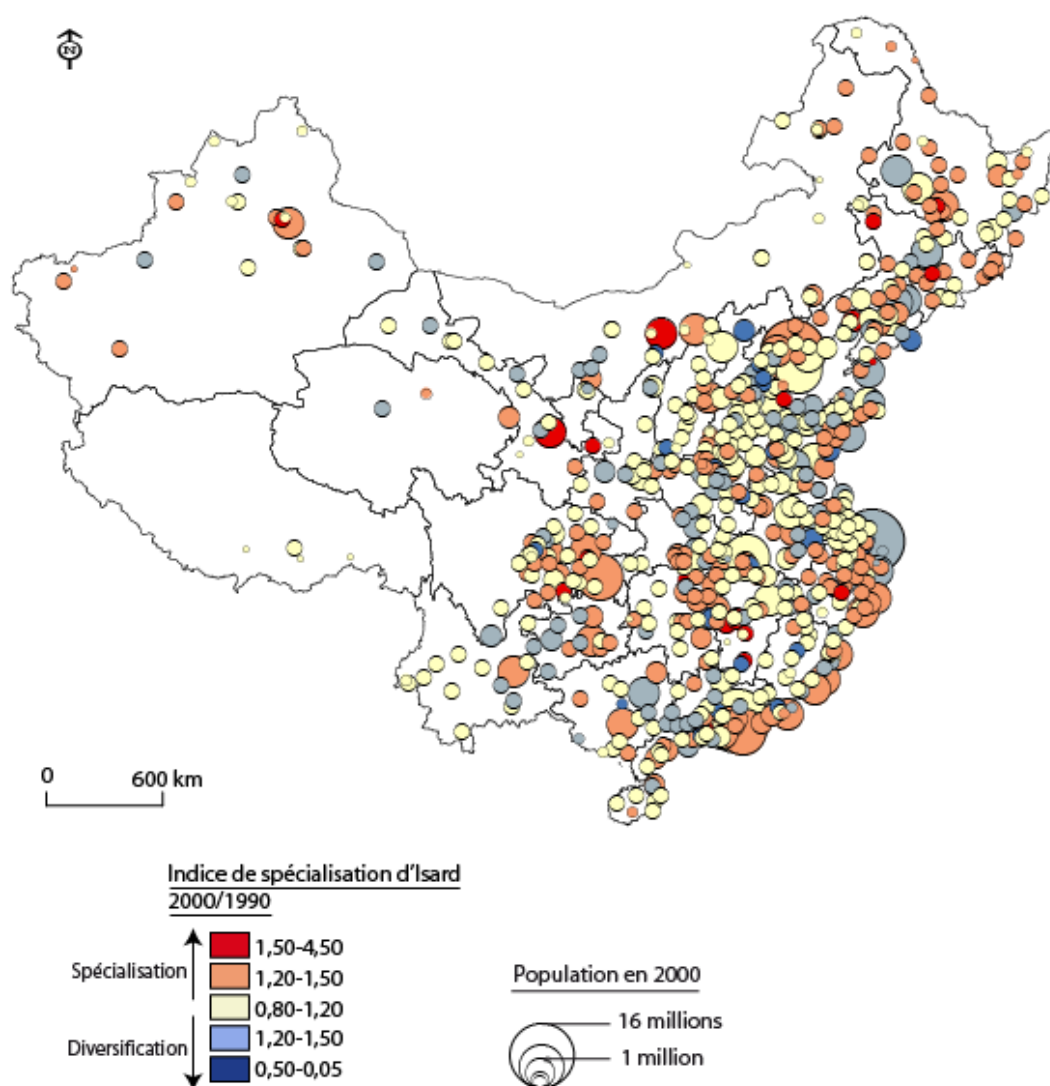 N
0 600 km
Indice de spécialisation d'Isard
2000/1990
Spécialisation
Diversification
1,50-4,50
1,20-1,50
0,80-1,20
1,20-1,50
0,50-0,05
Population en 2000
16 millions
1 million